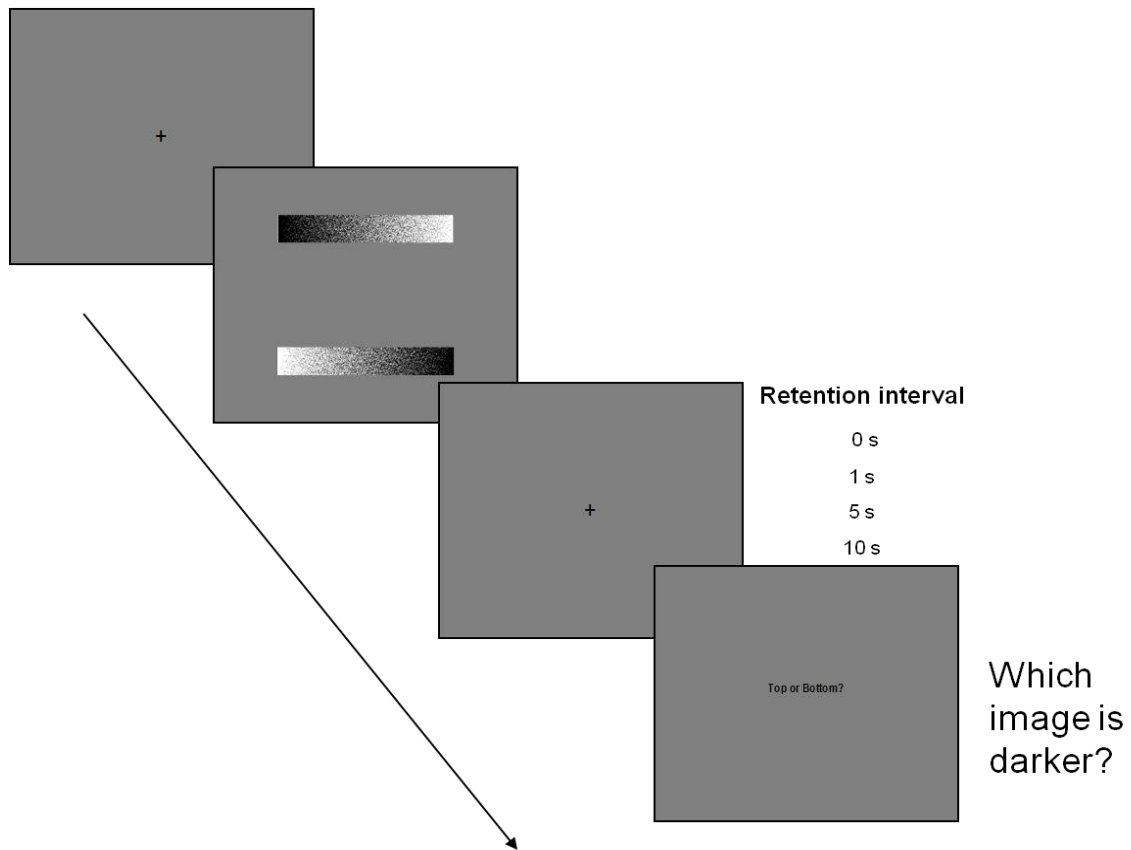 +
+
Retention interval
0 s
1 s
5 s
10 s
Top or Bottom?
Which
image is
darker?